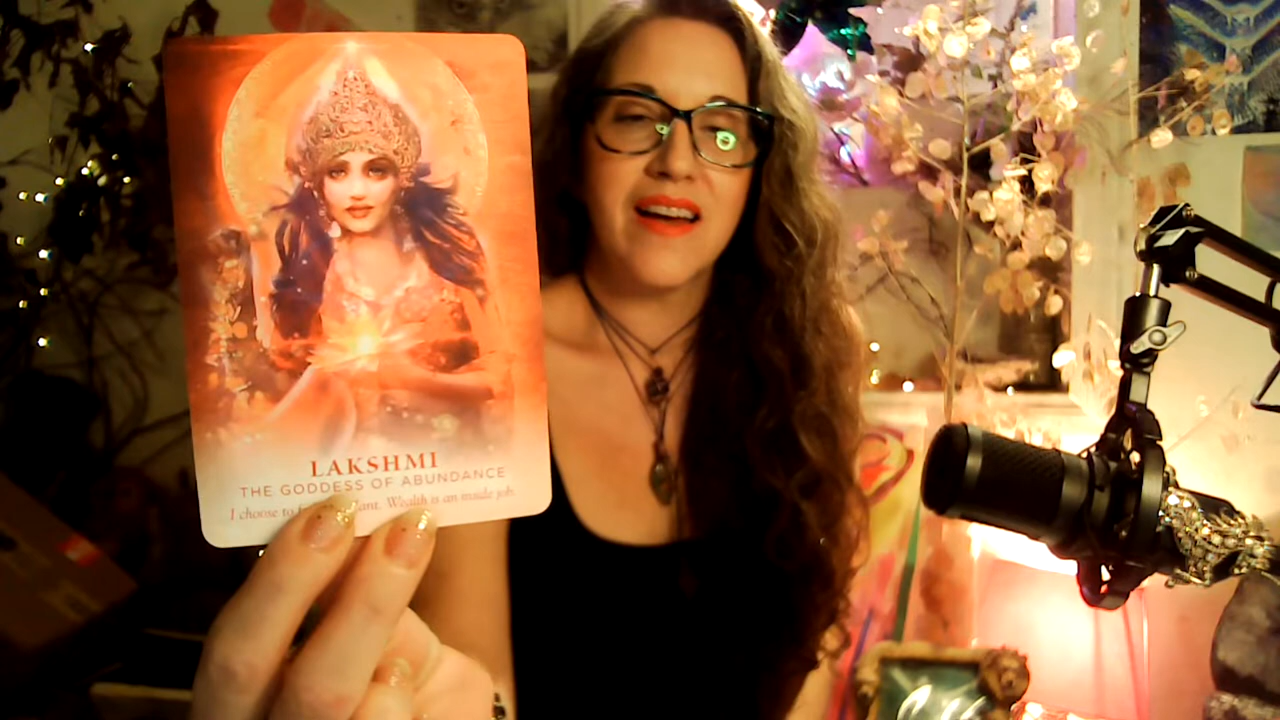 LAKSHMI
THE GODDESS OF ABUNDANCE
I choose to Wealth is an inside job.